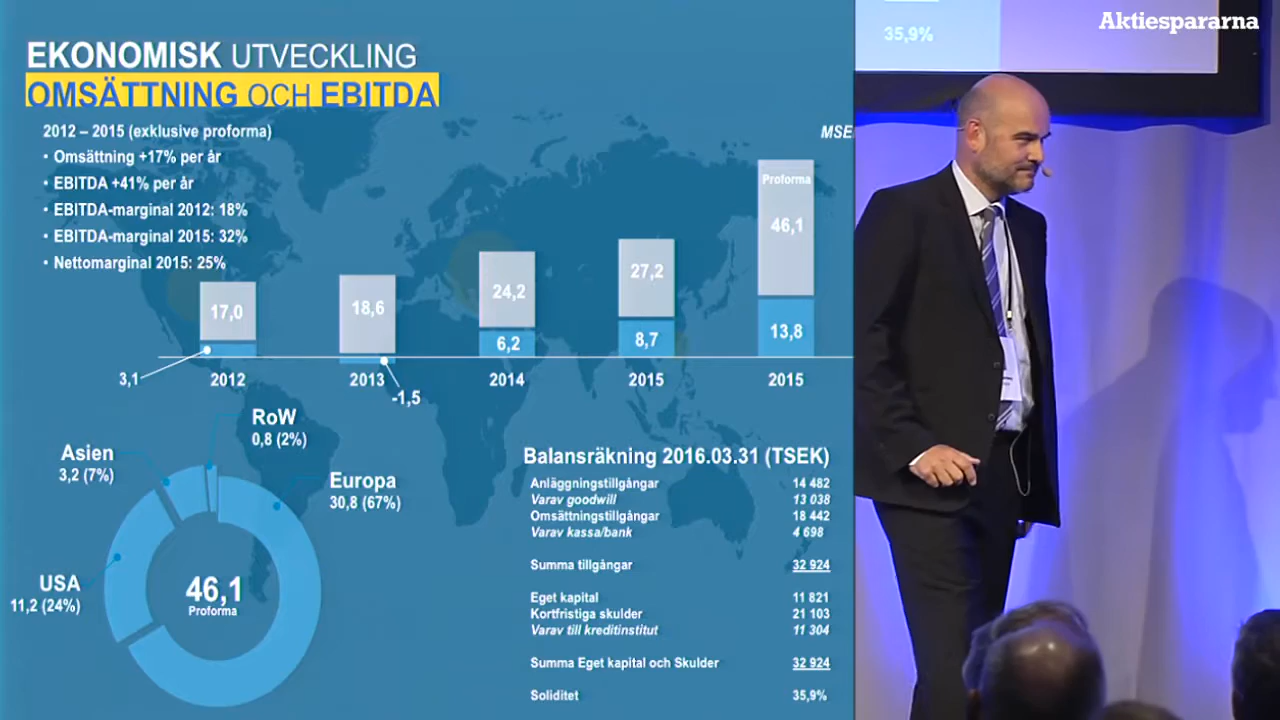 EKONOMISK UTVECKLING
OMSÄTTNING OCH EBITDA
2012 – 2015 (exklusive proforma)
• Omsättning +17% per år
• EBITDA +41% per år
• EBITDA-marginal 2012: 18%
• EBITDA-marginal 2015: 32%
• Nettomarginal 2015: 25%
MSE
17,0
18,6
24,2
27,2
Proforma
46,1
3,1
-1,5
6,2
8,7
13,8
2012
2013
2014
2015
2015
RoW
0,8 (2%)
Asien
3,2 (7%)
Europa
30,8 (67%)
USA
11,2 (24%)
46,1
Proforma
Balansräkning 2016.03.31 (TSEK)
Anläggningstillgångar 14 482
Varav goodwill 13 038
Omsättningstillgångar 18 442
Varav kassa/bank 4 698
Summa tillgångar 32 924
Eget kapital 11 821
Kortfristiga skulder 21 103
Varav till kreditinstitut 11 304
Summa Eget kapital och Skulder 32 924
Soliditet 35,9%
35,9%
Aktiespararna